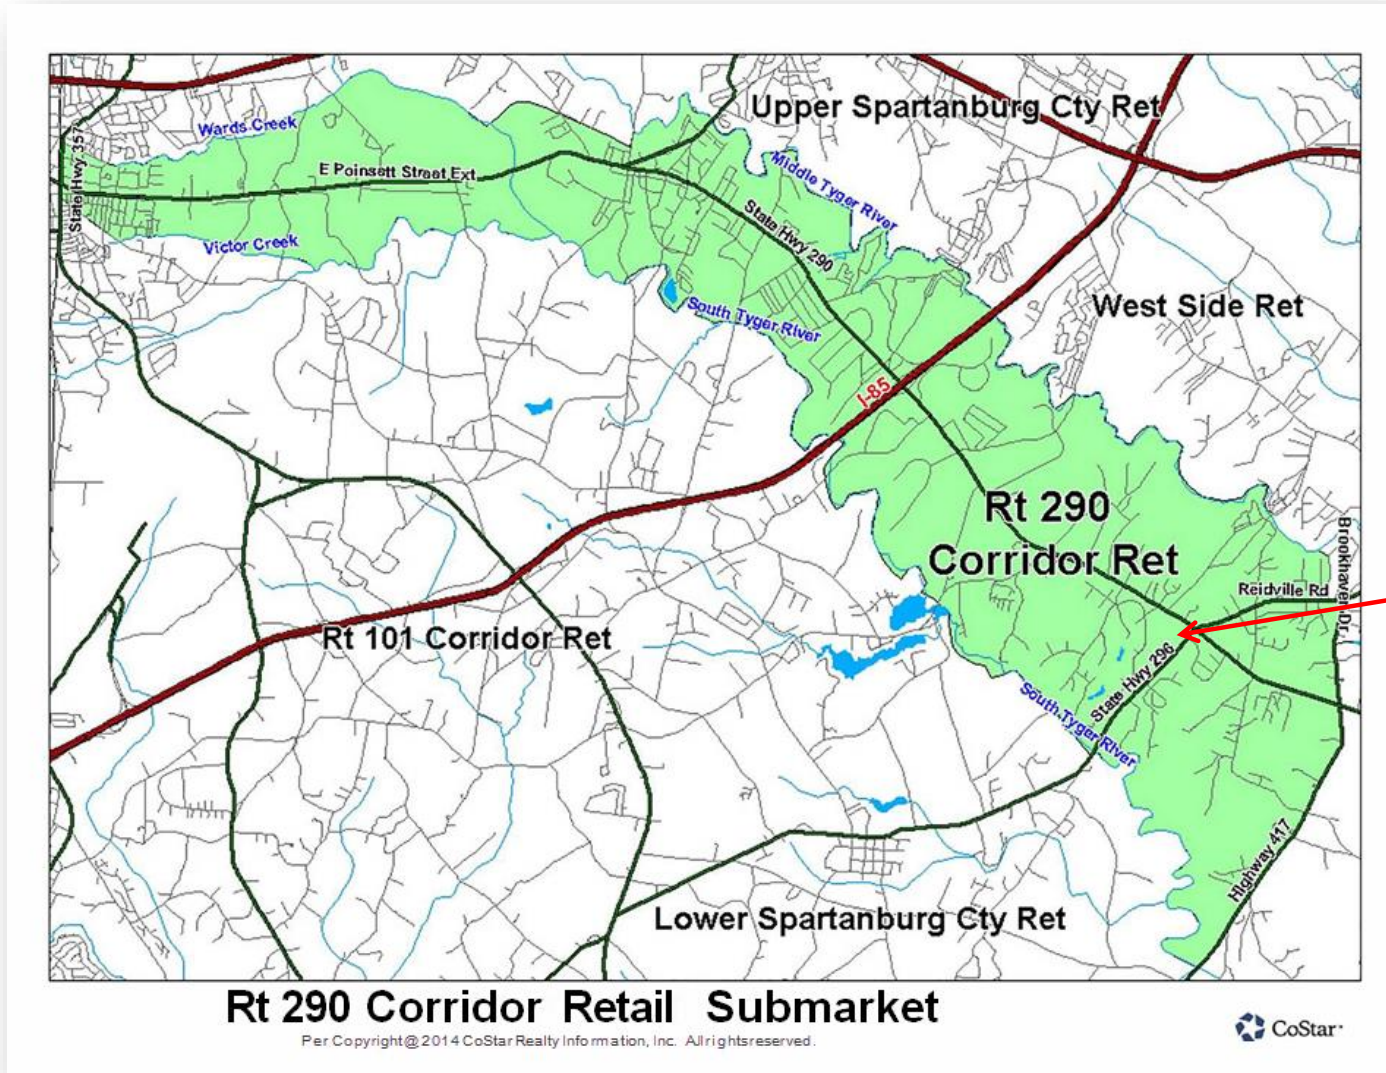 Upper Spartanburg Cty Ret
Wards Creek
State Hwy 357
E Poinsett Street Ext
Middle Tyger River
Victor Creek
State Hwy 290
South Tyger River
West Side Ret
I-85
Rt 290
Corridor Ret
Brookhaven Dr
Reidville Rd
Rt 101 Corridor Ret
State Hwy 296
South Tyger River
Highway 417
Lower Spartanburg Cty Ret
Rt 290 Corridor Retail Submarket
Per Copyright@2014 CoStar Realty Information, Inc. All rights reserved.
CoStar